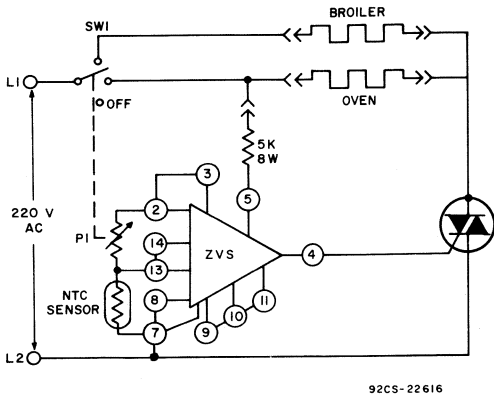 BROILER
SW1
L1
OFF
OVEN
5K
8W
3
5
220 V
AC
2
P1
14
ZVS
4
13
NTC
SENSOR
8
11
10
7
9
L2
92CS-22616